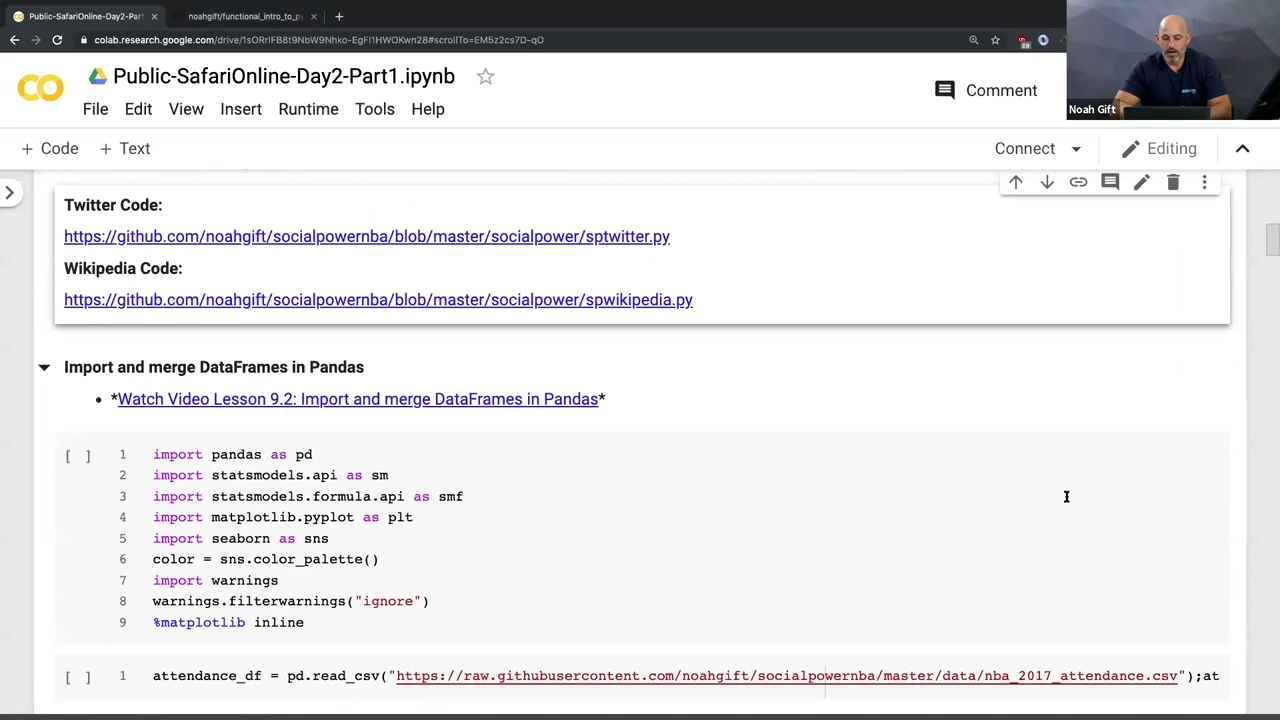 Public-SafariOnline-Day2-Part
noahgift/functional_intro_to_py
colab.research.google.com/drive/1sORrIFB8t9NbW9Nhko-EgFI1HWOKwn28#scrollTo=EM5z2cs7D-qO
59
Noah Gift
Public-SafariOnline-Day2-Part1.ipynb
Comment
File Edit View Insert Runtime Tools Help
+ Code + Text
Connect
Editing
Twitter Code:
https://github.com/noahgift/socialpowernba/blob/master/socialpower/sptwitter.py
Wikipedia Code:
https://github.com/noahgift/socialpowernba/blob/master/socialpower/spwikipedia.py
Import and merge DataFrames in Pandas
• *Watch Video Lesson 9.2: Import and merge DataFrames in Pandas*
[ ] 1 import pandas as pd
2 import statsmodels.api as sm
3 import statsmodels.formula.api as smf
4 import matplotlib.pyplot as plt
5 import seaborn as sns
6 color = sns.color_palette()
7 import warnings
8 warnings.filterwarnings("ignore")
9 %matplotlib inline
[ ] 1 attendance_df = pd.read_csv("https://raw.githubusercontent.com/noahgift/socialpowernba/master/data/nba_2017_attendance.csv");at